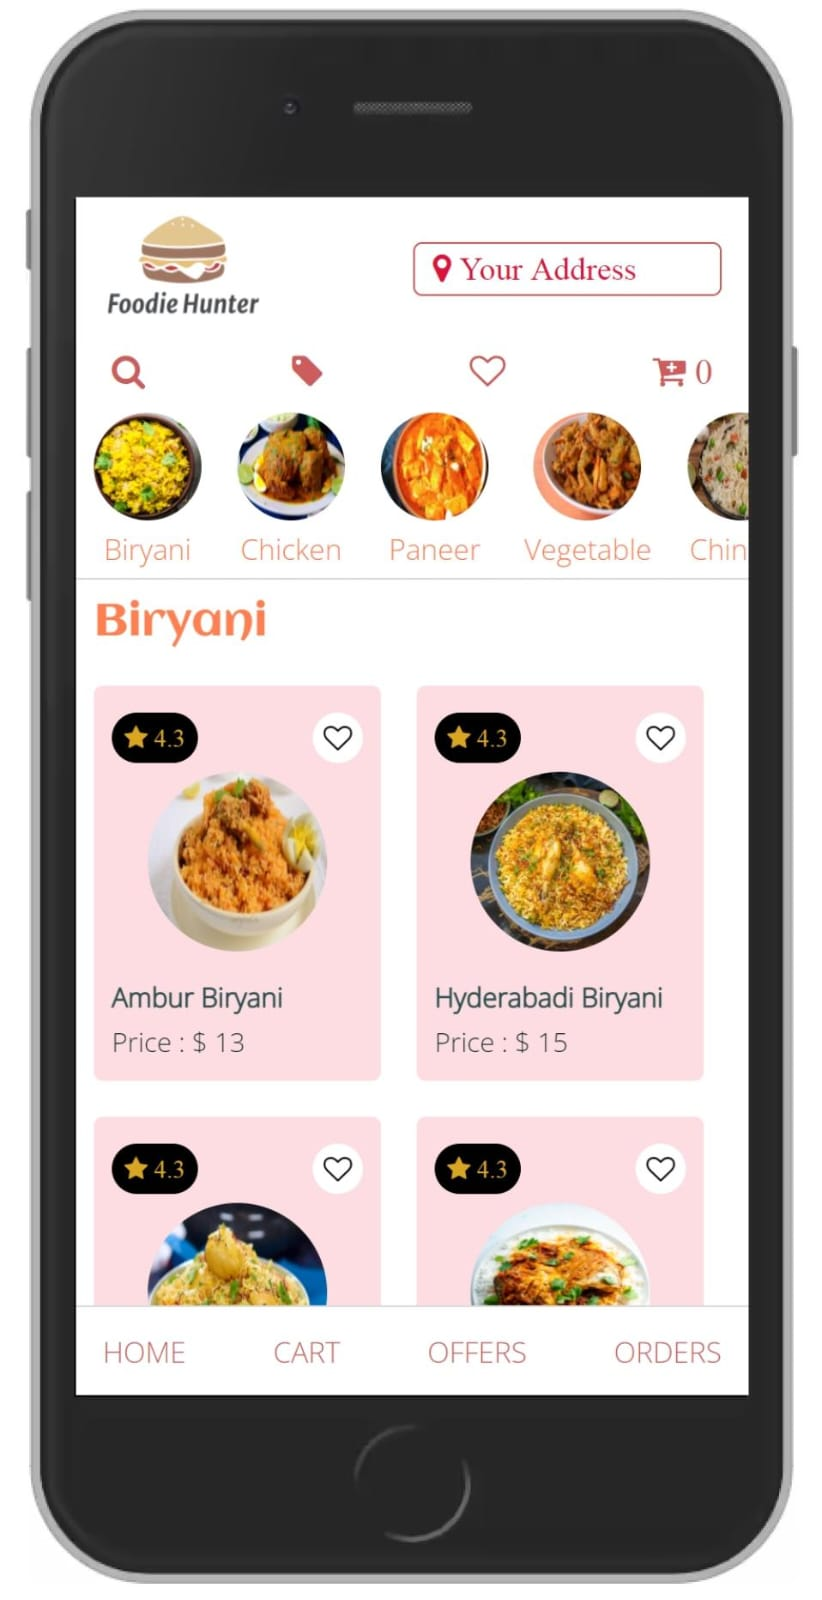 Foodie Hunter
Your Address
0
Biryani Chicken Paneer Vegetable Chin
Biryani
4.3 4.3
Ambur Biryani Hyderabadi Biryani
Price : $ 13 Price : $ 15
4.3 4.3
HOME CART OFFERS ORDERS